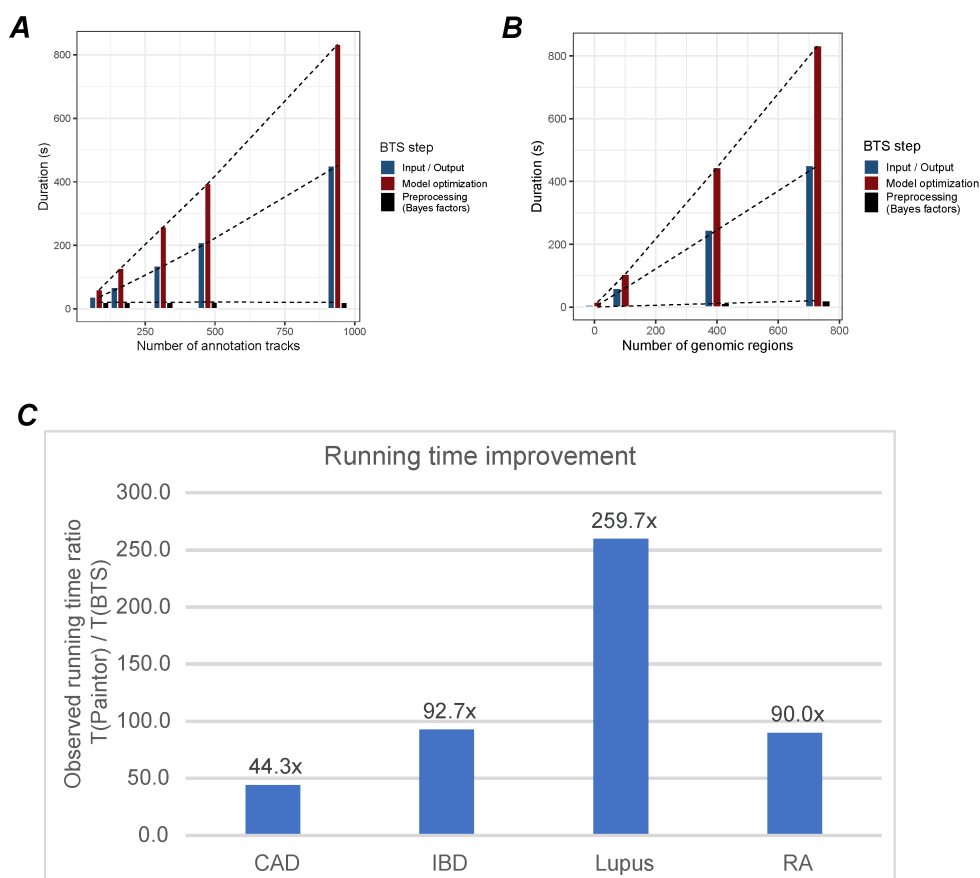 A
800
600
400
200
0
Duration (s)
250
500
750
1000
Number of annotation tracks
BTS step
Input / Output
Model optimization
Preprocessing
(Bayes factors)
B
800
600
400
200
0
Duration (s)
0
200
400
600
800
Number of genomic regions
BTS step
Input / Output
Model optimization
Preprocessing
(Bayes factors)
C
Running time improvement
Observed running time ratio
T(Paintor) / T(BTS)
300.0
250.0
200.0
150.0
100.0
50.0
0.0
44.3x
92.7x
259.7x
90.0x
CAD
IBD
Lupus
RA